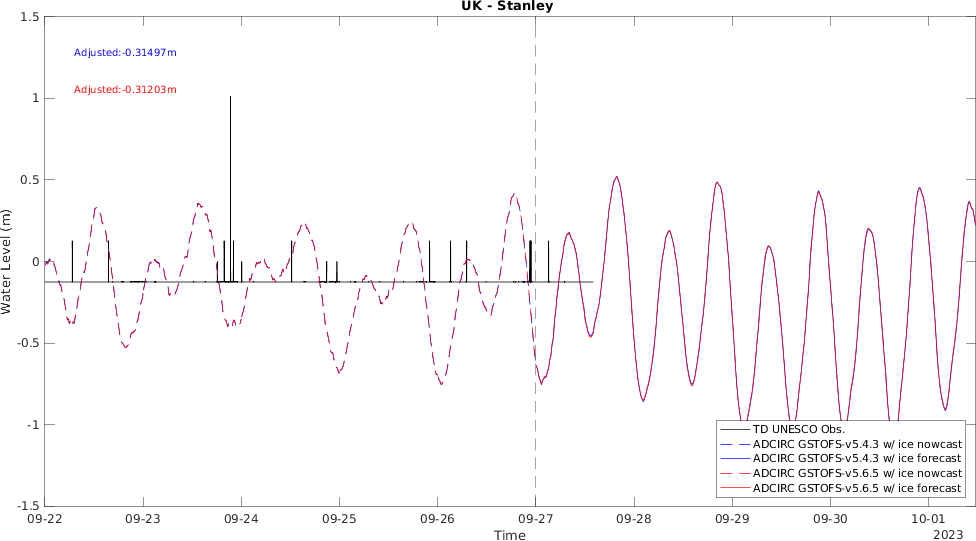 UK - Stanley
Adjusted:-0.31497m
Adjusted:-0.31203m
Water Level (m)
1.5
1
0.5
0
-0.5
-1
-1.5
TD UNESCO Obs.
ADCIRC GSTOFS-v5.4.3 w/ ice nowcast
ADCIRC GSTOFS-v5.4.3 w/ ice forecast
ADCIRC GSTOFS-v5.6.5 w/ ice nowcast
ADCIRC GSTOFS-v5.6.5 w/ ice forecast
09-22 09-23 09-24 09-25 09-26 09-27 09-28 09-29 09-30 10-01
Time
2023